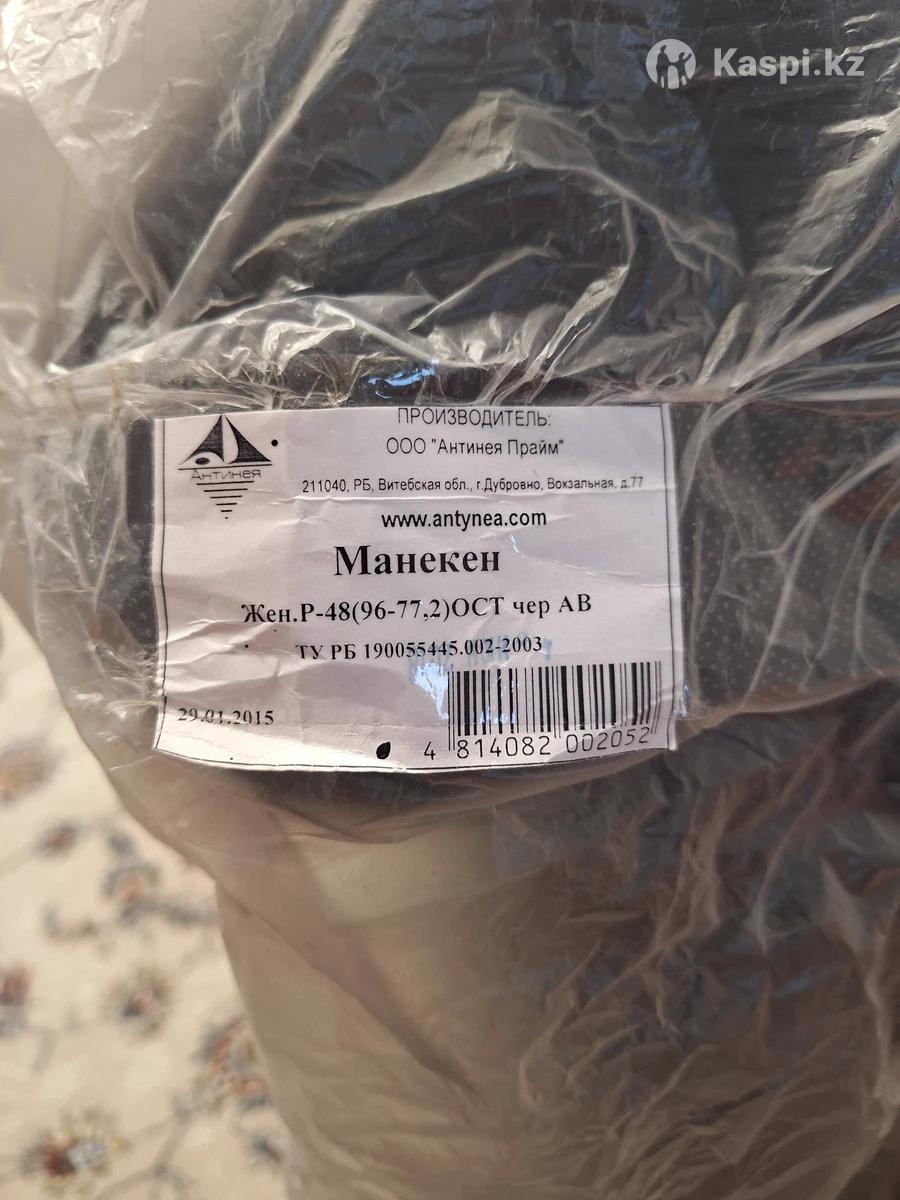 Kaspi.kz
Антинея
ПРОИЗВОДИТЕЛЬ:
ООО "Антинея Прайм"
211040, РБ, Витебская обл., г.Дубровно, Вокзальная, д.77
www.antynea.com
Манекен
Жен.Р-48(96-77,2)ОСТ чер АВ
ТУ РБ 190055445.002-2003
29.01.2015
4 814082 002052